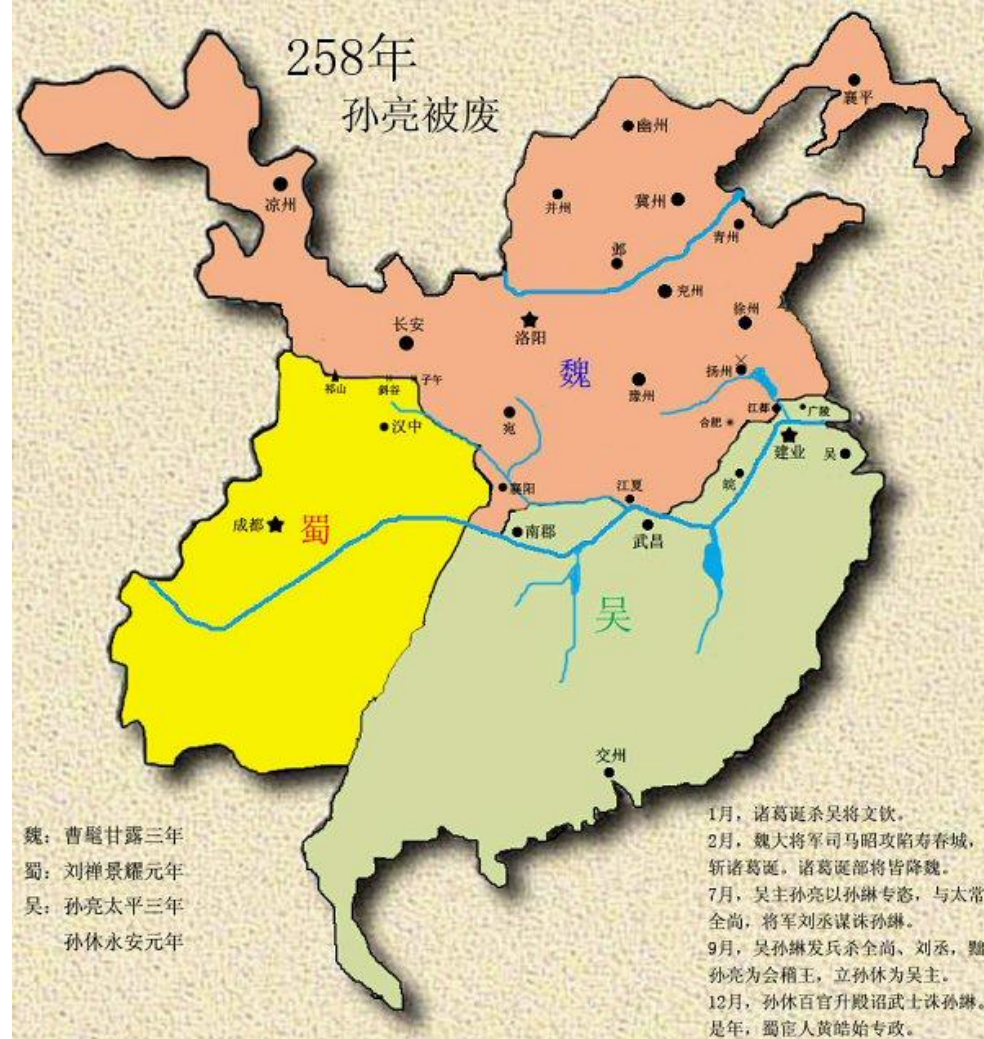 258年
孙亮被废
襄平
幽州
凉州
并州
冀州
青州
邺
兖州
徐州
长安
洛阳
魏
扬州
祁山
斜谷
子午
豫州
江都
广陵
汉中
宛
合肥
建业
吴
襄阳
江夏
皖
成都
蜀
南郡
武昌
吴
交州
魏：曹髦甘露三年
蜀：刘禅景耀元年
吴：孙亮太平三年
孙休永安元年
1月，诸葛诞杀吴将文钦。
2月，魏大将军司马昭攻陷寿春城，
斩诸葛诞，诸葛诞部将皆降魏。
7月，吴主孙亮以孙綝专恣，与太常
全尚，将军刘丞谋诛孙綝。
9月，吴孙綝发兵杀全尚、刘丞，黜
孙亮为会稽王，立孙休为吴主。
12月，孙休百官升殿诏武士诛孙綝。
是年，蜀宦人黄皓始专政。